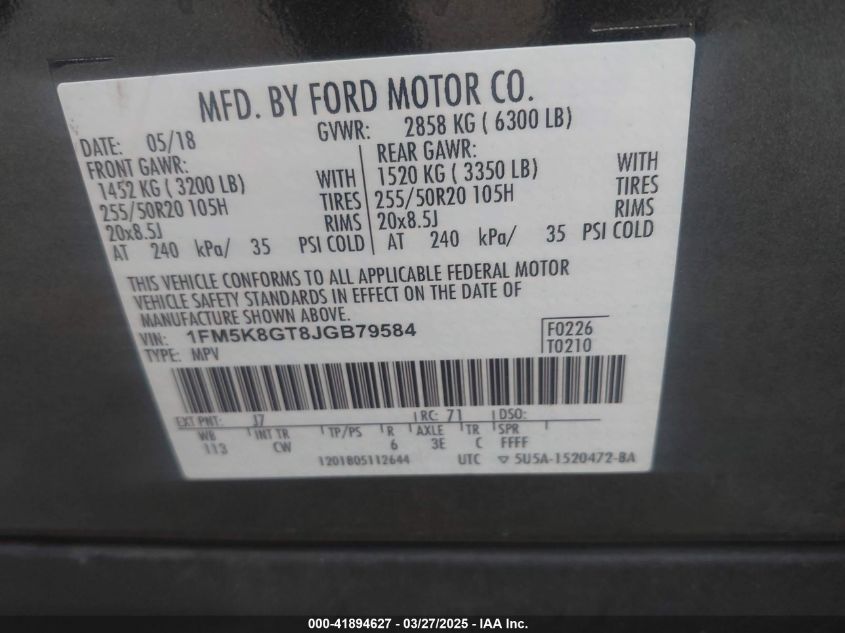 MFD. BY FORD MOTOR CO.
DATE: 05/18 GVWR: 2858 KG ( 6300 LB)
FRONT GAWR: REAR GAWR:
1452 KG ( 3200 LB) WITH 1520 KG ( 3350 LB) WITH
255/50R20 105H TIRES 255/50R20 105H TIRES
20x8.5J RIMS 20x8.5J RIMS
AT 240 kPa/ 35 PSI COLD AT 240 kPa/ 35 PSI COLD
THIS VEHICLE CONFORMS TO ALL APPLICABLE FEDERAL MOTOR
VEHICLE SAFETY STANDARDS IN EFFECT ON THE DATE OF
MANUFACTURE SHOWN ABOVE.
VIN: 1FM5K8GT8JGB79584 F0226
TYPE: MPV T0210
EXT PNT: J7 RC: 71 DSO:
WB INT TR TP/PS R AXLE TR SPR
113 CW 6 3E C FFFF
1201805112644 UTC ▽ 5U5A-1520472-BA
000-41894627 - 03/27/2025 - IAA Inc.